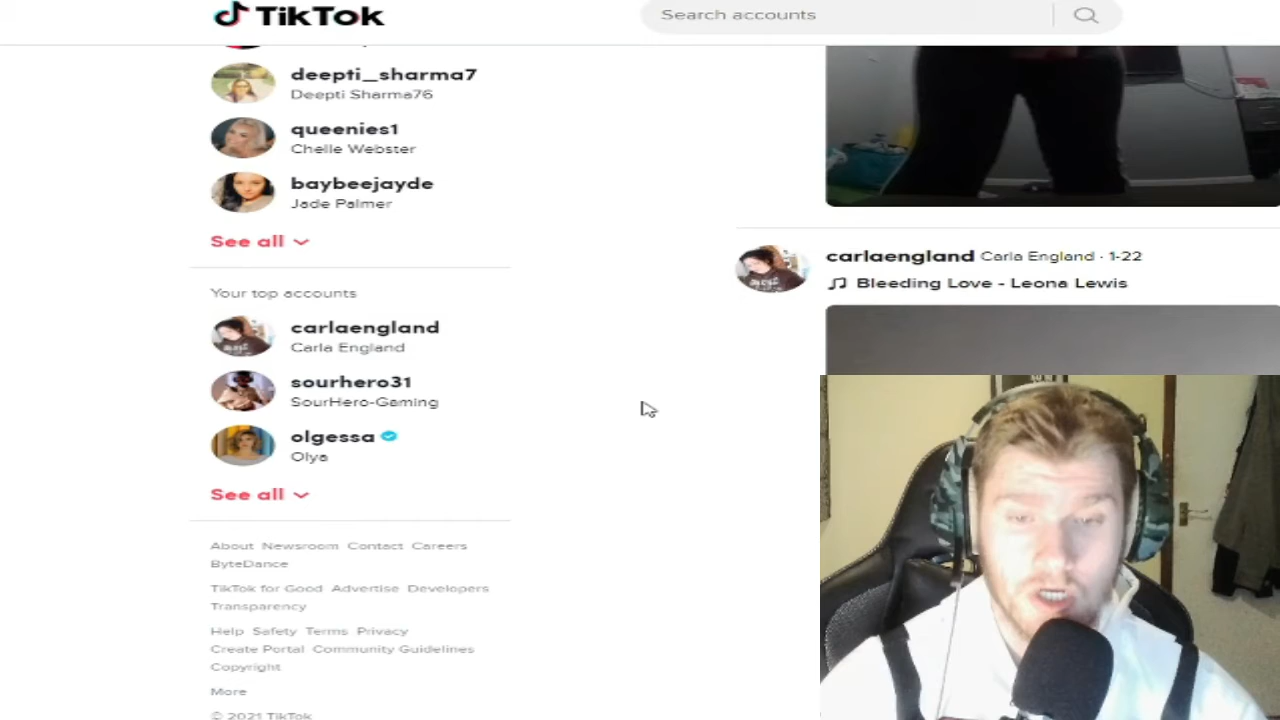 TikTok
Search accounts
deepti_sharma7
Deepti Sharma76
queenies1
Chelle Webster
baybeejayde
Jade Palmer
See all
Your top accounts
carlaengland
Carla England
sourhero31
SourHero-Gaming
olgessa
Olya
See all
About Newsroom Contact Careers
ByteDance
TikTok for Good Advertise Developers
Transparency
Help Safety Terms Privacy
Create Portal Community Guidelines
Copyright
More
© 2021 TikTok
carlaengland Carla England · 1-22
Bleeding Love - Leona Lewis